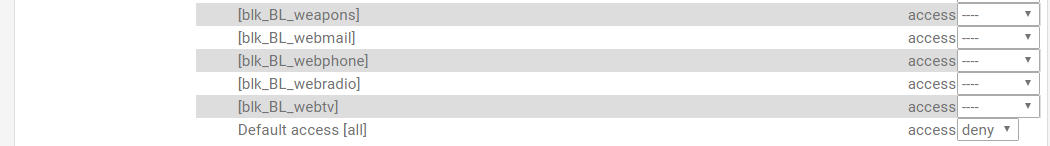 [blk_BL_weapons] access ----
[blk_BL_webmail] access ----
[blk_BL_webphone] access ----
[blk_BL_webradio] access ----
[blk_BL_webtv] access ----
Default access [all] access deny